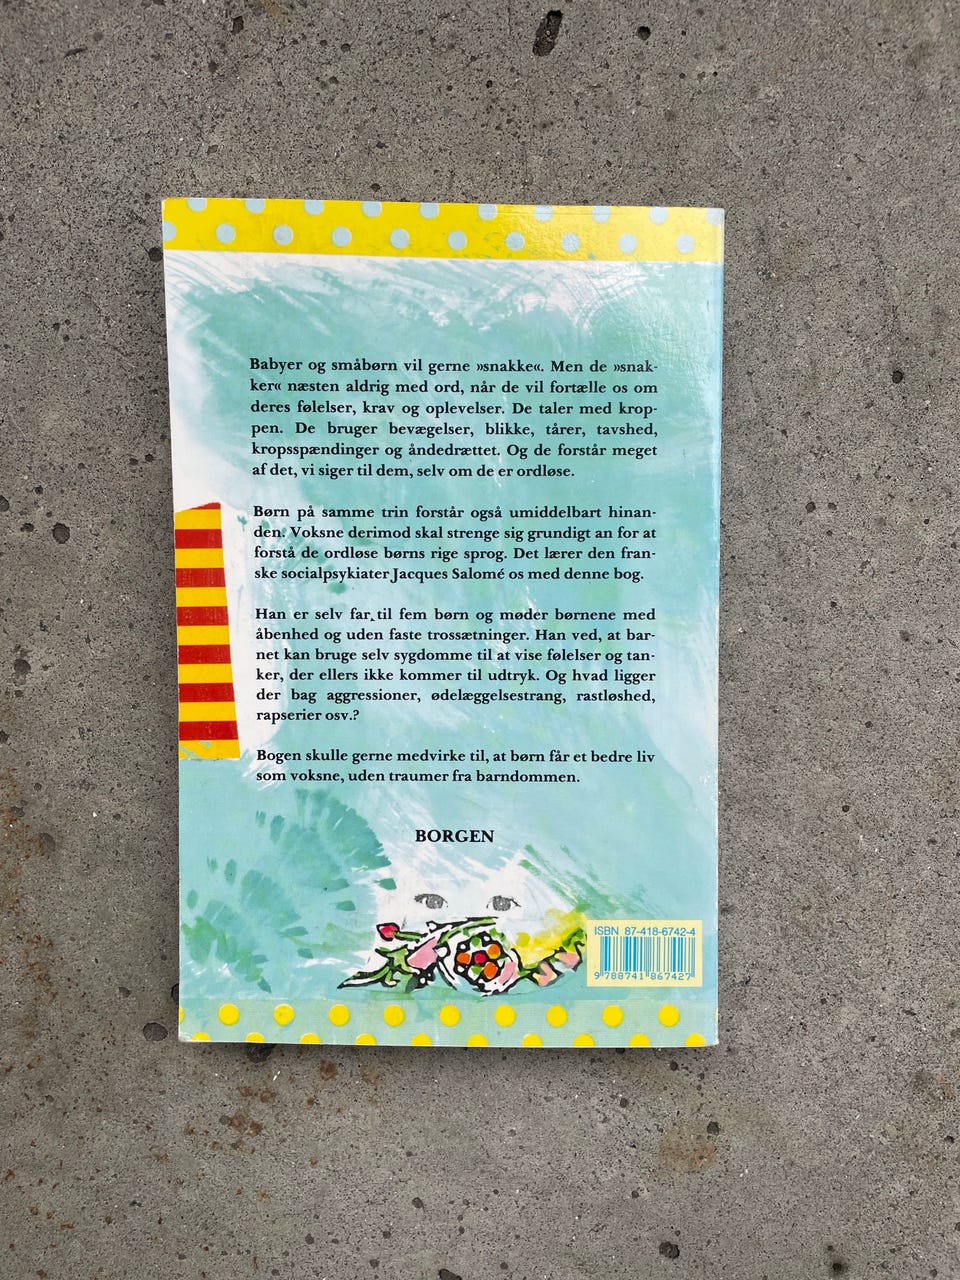 Babyer og småbørn vil gerne »snakke«. Men de »snak-
ker« næsten aldrig med ord, når de vil fortælle os om
deres følelser, krav og oplevelser. De taler med krop-
pen. De bruger bevægelser, blikke, tårer, tavshed,
kropsspændinger og åndedrættet. Og de forstår meget
af det, vi siger til dem, selv om de er ordløse.
Børn på samme trin forstår også umiddelbart hinan-
den. Voksne derimod skal strenge sig grundigt an for at
forstå de ordløse børns rige sprog. Det lærer den fran-
ske socialpsykiater Jacques Salomé os med denne bog.
Han er selv far til fem børn og møder børnene med
åbenhed og uden faste trossætninger. Han ved, at bar-
net kan bruge selv sygdomme til at vise følelser og tan-
ker, der ellers ikke kommer til udtryk. Og hvad ligger
der bag aggressioner, ødelæggelsestrang, rastløshed,
rapserier osv.?
Bogen skulle gerne medvirke til, at børn får et bedre liv
som voksne, uden traumer fra barndommen.
BORGEN
ISBN 87-418-6742-4
9 788741 867427